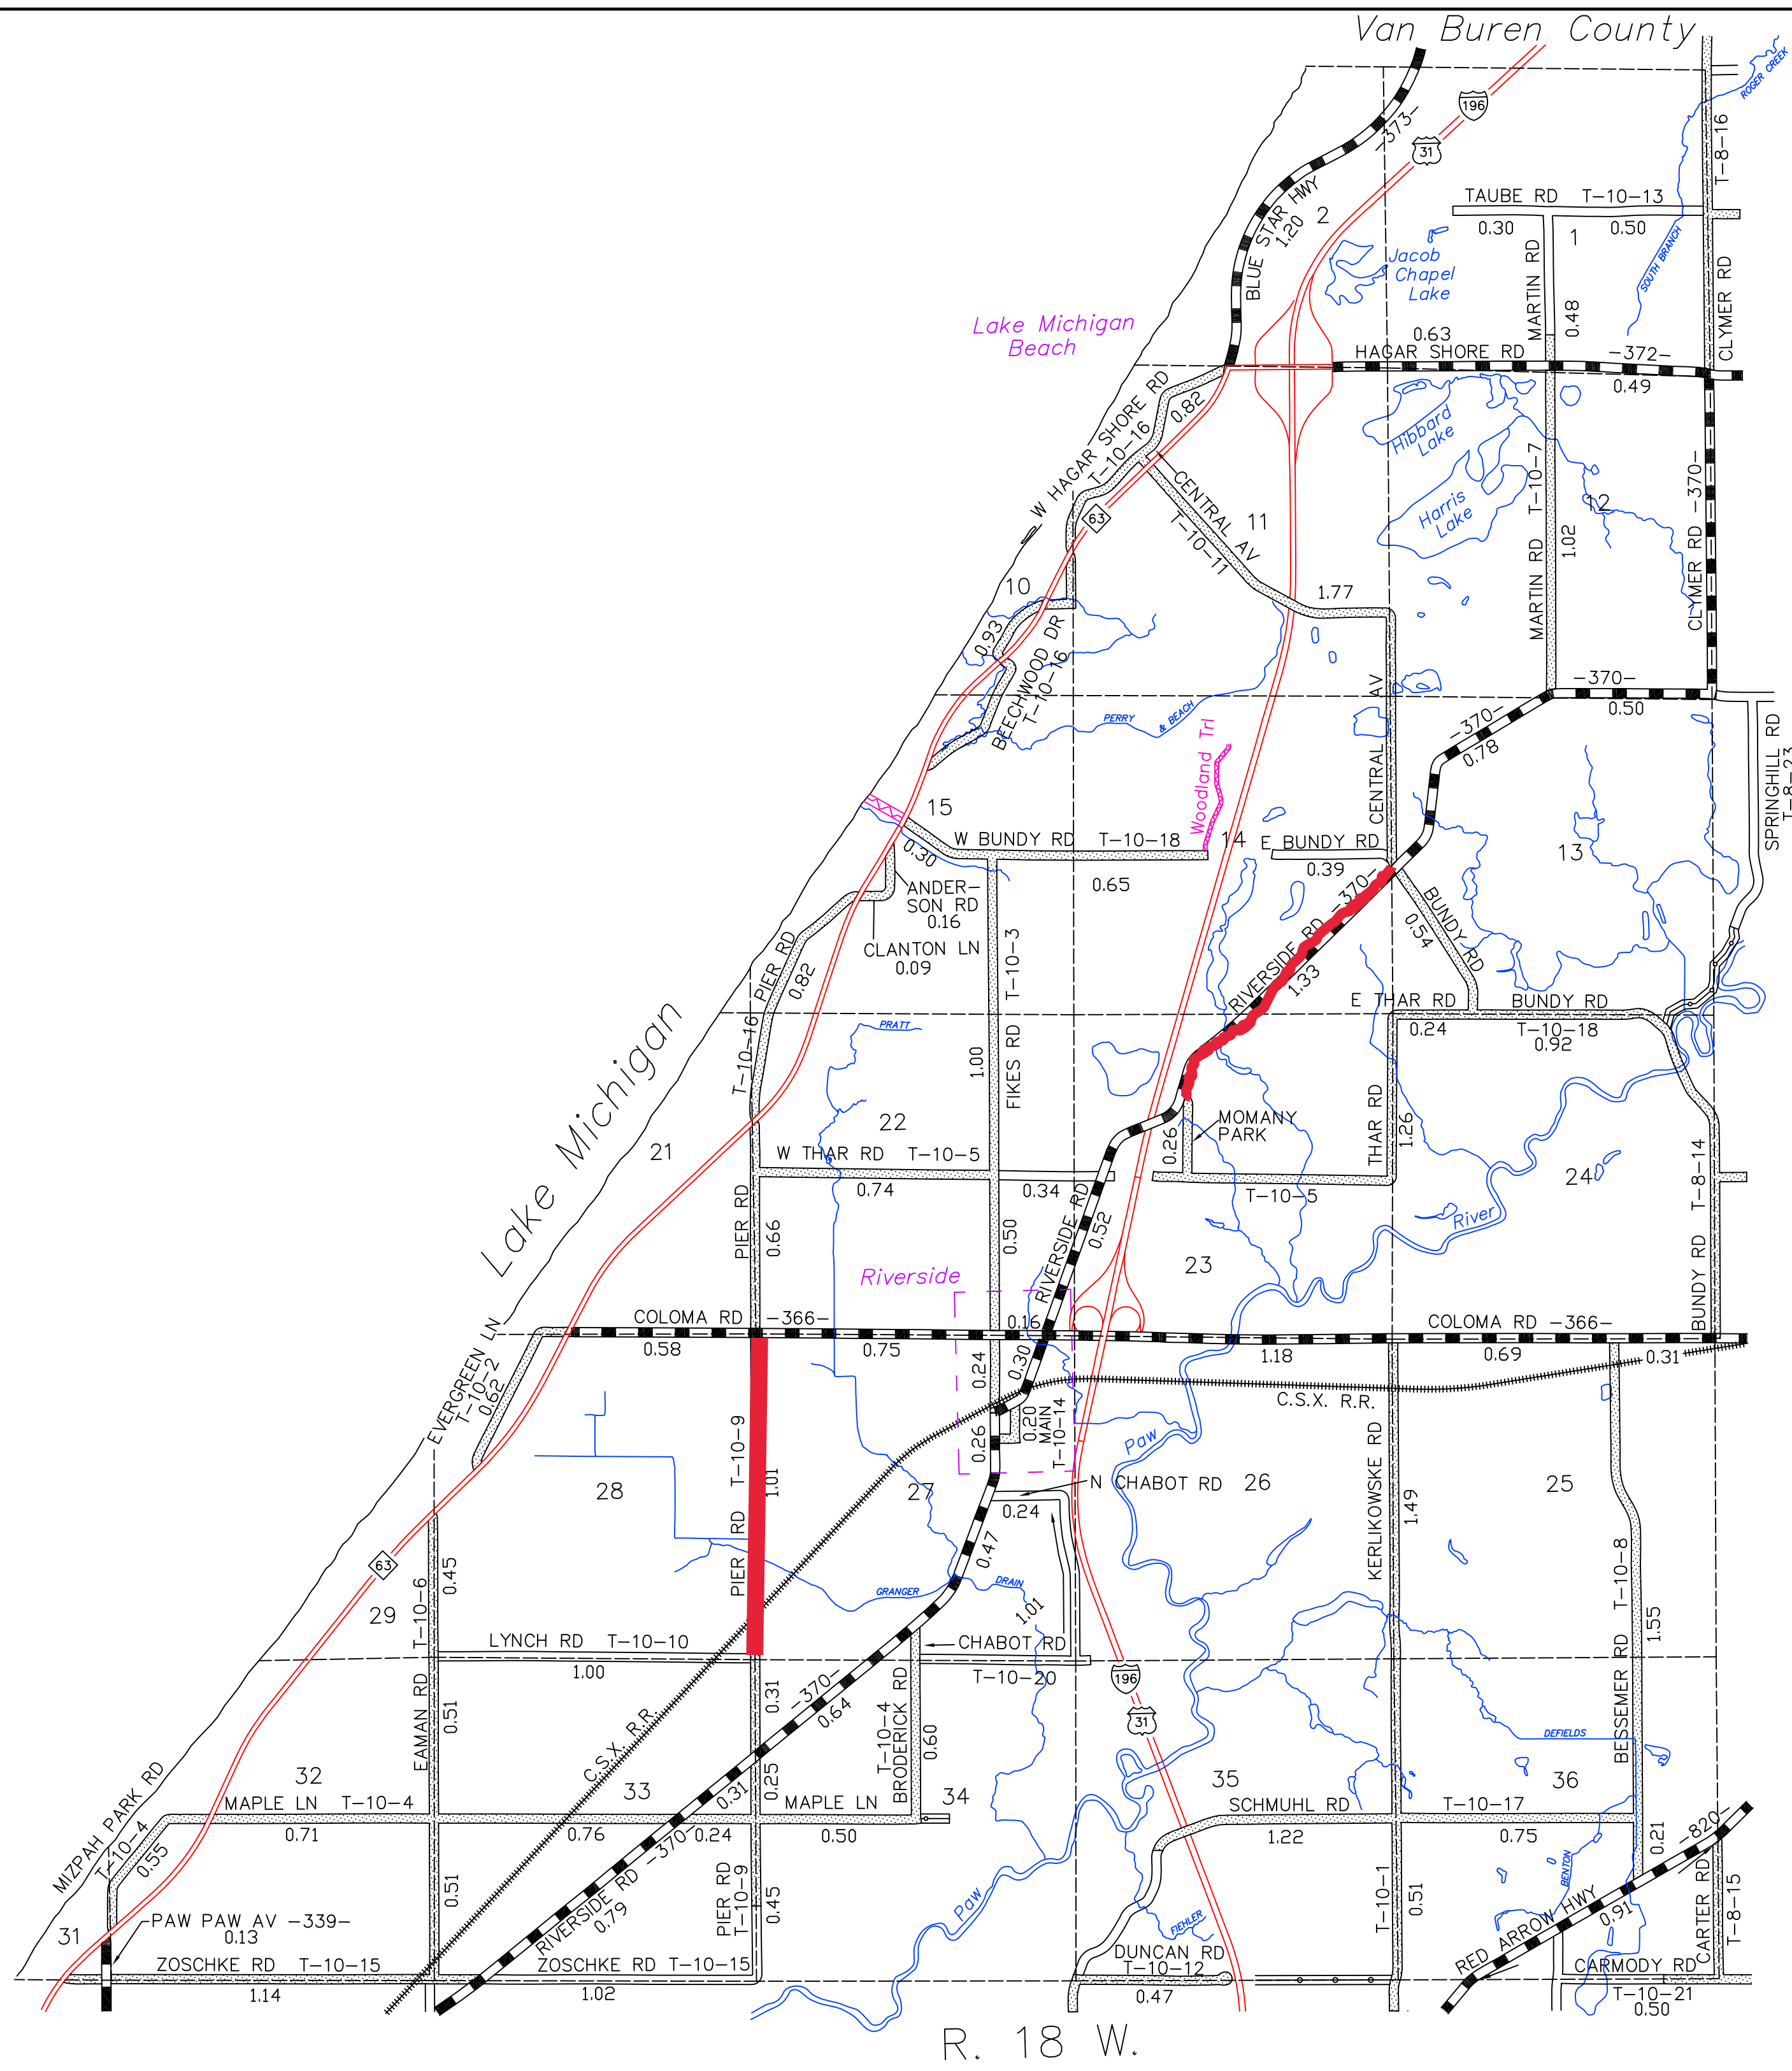 Van Buren County
ROGER CREEK
196
31
-373-
T-8-16
TAUBE RD T-10-13
0.30
0.50
BLUE STAR HWY
1.20
2
1
MARTIN RD
0.48
SOUTH BRANCH
CLYMER RD
Jacob
Chapel
Lake
Lake Michigan
Beach
0.63
HAGAR SHORE RD
-372-
0.49
W HAGAR SHORE RD
T-10-16
0.82
Hibbard
Lake
Harris
Lake
63
CENTRAL AV
T-10-11
11
MARTIN RD T-10-7
1.02
12
CLYMER RD -370-
10
1.77
0.93
BEECHWOOD DR
T-10-16
CENTRAL AV
-370-
0.50
-370-
0.78
PERRY & BEACH
Woodland Trl
SPRINGHILL RD
T-8-23
15
W BUNDY RD T-10-18
0.30
0.65
14
E BUNDY RD
0.39
13
ANDER-
SON RD
0.16
CLANTON LN
0.09
PIER RD
0.82
T-10-16
FIKES RD T-10-3
1.00
RIVERSIDE RD -370-
1.33
BUNDY RD
0.54
E THAR RD
0.24
BUNDY RD
T-10-18
0.92
PRATT
Lake Michigan
22
21
MOMANY
PARK
0.26
THAR RD
1.26
W THAR RD T-10-5
0.74
0.34
T-10-5
24
T-8-14
PIER RD
0.66
0.50
RIVERSIDE RD
0.52
River
23
BUNDY RD
Riverside
COLOMA RD -366-
0.58
0.75
0.16
COLOMA RD -366-
1.18
0.69
0.31
EVERGREEN LN
T-10-2
0.62
0.24
0.30
C.S.X. R.R.
0.26
0.20
MAIN
T-10-14
Paw
PIER RD T-10-9
1.01
28
27
N CHABOT RD
0.24
26
KERLIKOWSKE RD
1.49
25
63
29
0.45
EAMAN RD T-10-6
0.47
GRANGER
DRAIN
1.01
BESSEMER RD T-10-8
1.55
LYNCH RD T-10-10
1.00
CHABOT RD
T-10-20
196
31
0.51
C.S.X. R.R.
0.31
-370-
0.64
T-10-4
BRODERICK RD
0.60
DEFIELDS
32
33
34
35
36
0.25
MIZPAH PARK RD
T-10-4
0.55
MAPLE LN T-10-4
0.71
0.76
0.31
0.24
MAPLE LN
0.50
SCHMUHL RD
1.22
T-10-17
0.75
0.21
-820-
0.51
RIVERSIDE RD -370-
0.79
PIER RD
T-10-9
0.45
Paw
FIEHLER
T-10-1
0.51
BENTON
RED ARROW HWY
0.91
CARTER RD
T-8-15
31
PAW PAW AV -339-
0.13
ZOSCHKE RD T-10-15
1.14
ZOSCHKE RD T-10-15
1.02
DUNCAN RD
T-10-12
0.47
CARMODY RD
T-10-21
0.50
R. 18 W.